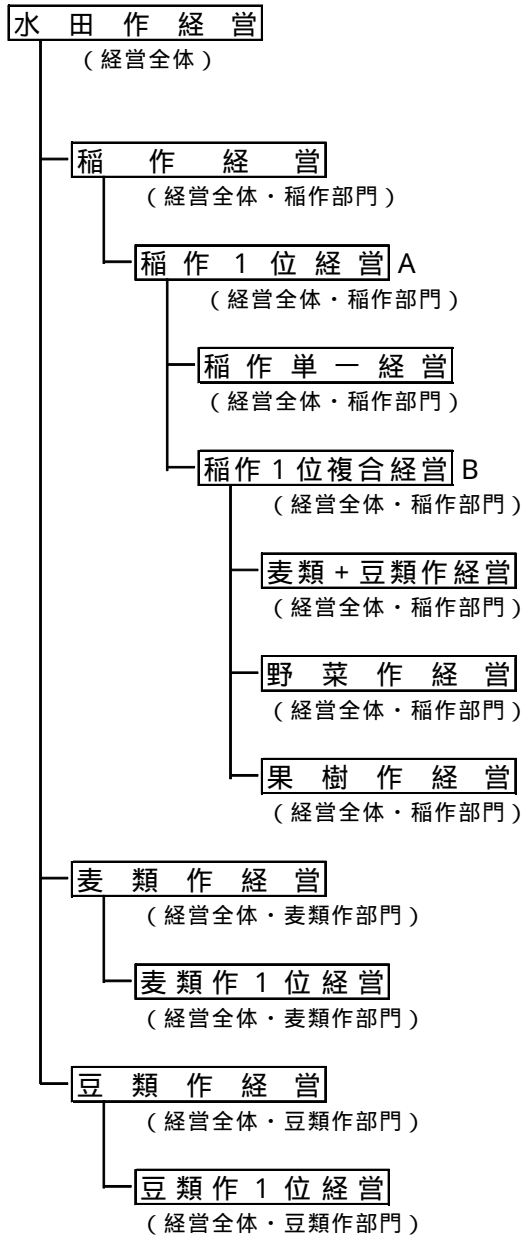 水田作経営
(経営全体)
稲作経営
(経営全体・稲作部門)
稲作1位経営 A
(経営全体・稲作部門)
稲作単一経営
(経営全体・稲作部門)
稲作1位複合経営 B
(経営全体・稲作部門)
麦類+豆類作経営
(経営全体・稲作部門)
野菜作経営
(経営全体・稲作部門)
果樹作経営
(経営全体・稲作部門)
麦類作経営
(経営全体・麦類作部門)
麦類作1位経営
(経営全体・麦類作部門)
豆類作経営
(経営全体・豆類作部門)
豆類作1位経営
(経営全体・豆類作部門)